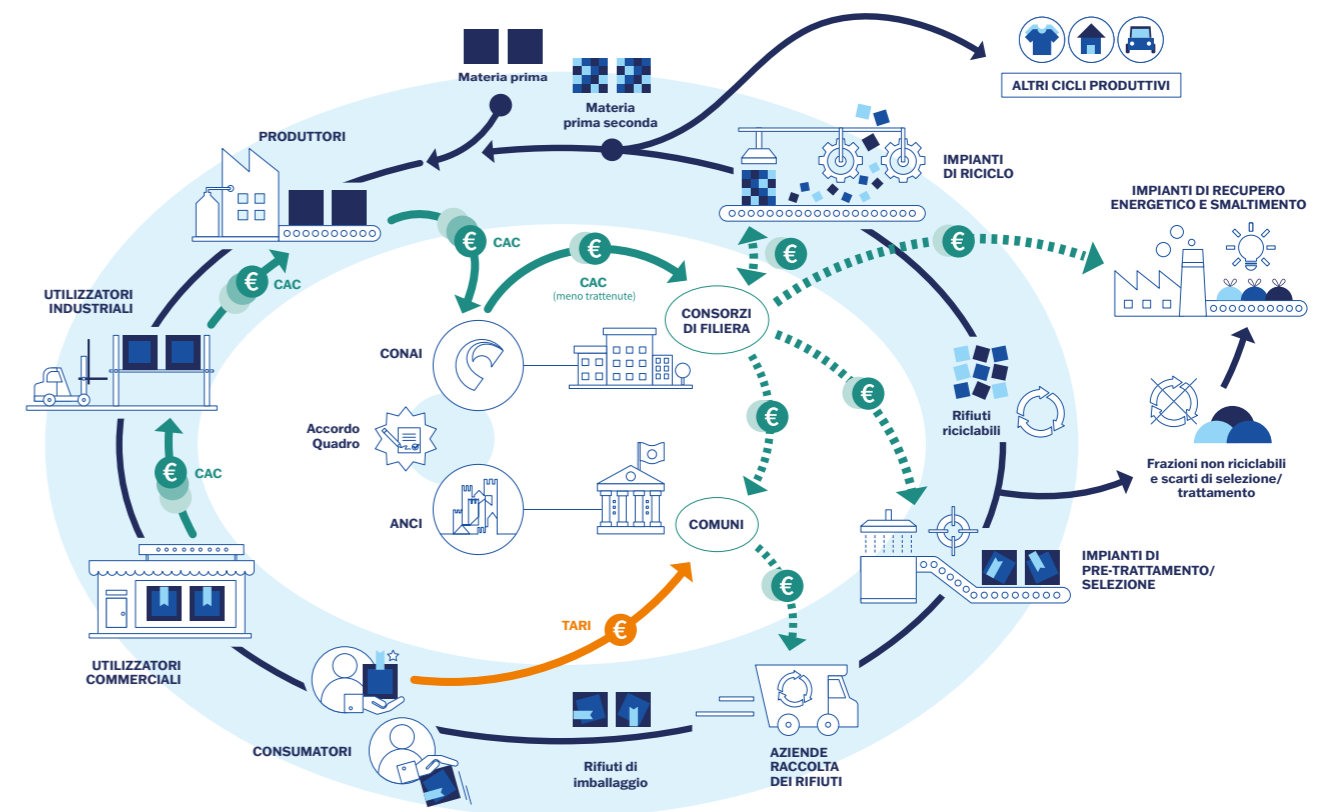 Materia prima
Materia
prima seconda
ALTRI CICLI PRODUTTIVI
PRODUTTORI
IMPIANTI
DI RICICLO
IMPIANTI DI RECUPERO
ENERGETICO E SMALTIMENTO
€ CAC
€
€
€
€ CAC
CAC
(meno trattenute)
UTILIZZATORI
INDUSTRIALI
CONSORZI
DI FILIERA
CONAI
€
€
Rifiuti
riciclabili
Accordo
Quadro
€ CAC
Frazioni non riciclabili
e scarti di selezione/
trattamento
ANCI
COMUNI
IMPIANTI DI
PRE-TRATTAMENTO/
SELEZIONE
€
TARI €
UTILIZZATORI
COMMERCIALI
CONSUMATORI
Rifiuti di
imballaggio
AZIENDE
RACCOLTA
DEI RIFIUTI